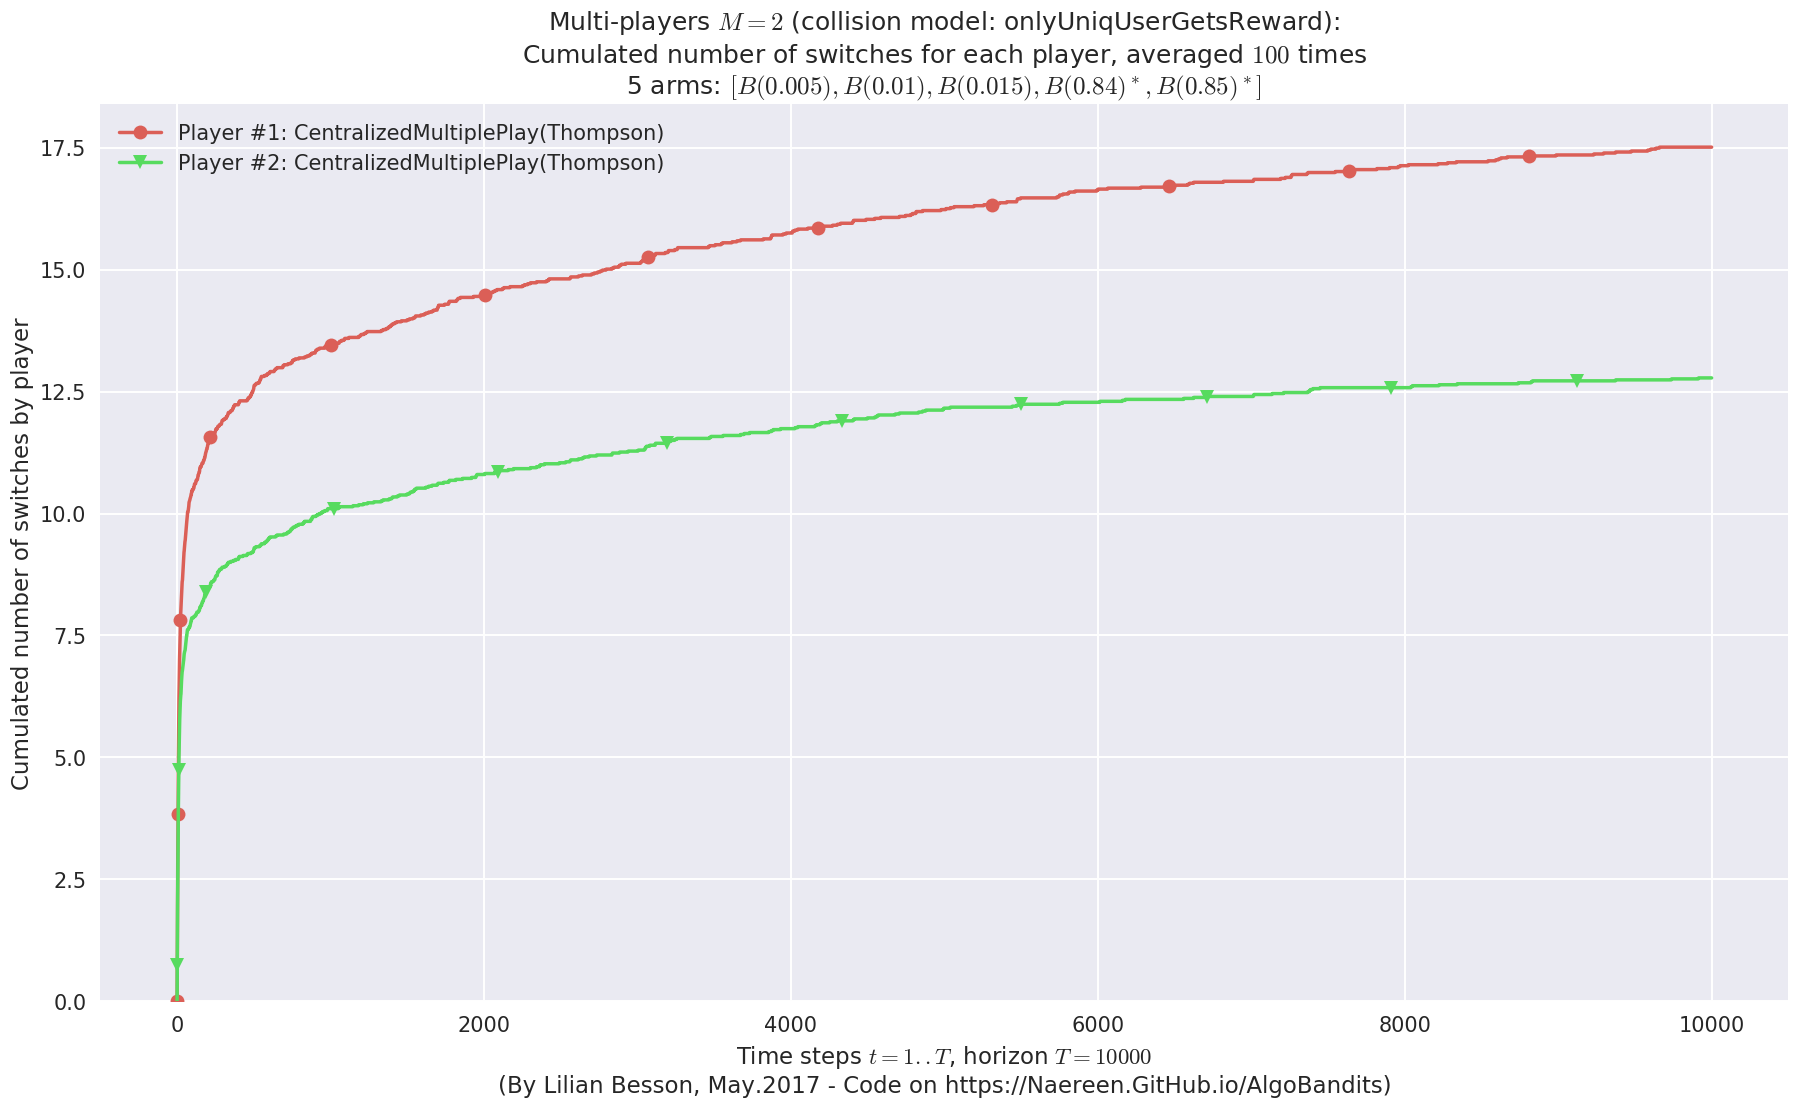 Multi-players M = 2 (collision model: onlyUniqUserGetsReward):
Cumulated number of switches for each player, averaged 100 times
5 arms: [B(0.005), B(0.01), B(0.015), B(0.84)*, B(0.85)*]
Player #1: CentralizedMultiplePlay(Thompson)
Player #2: CentralizedMultiplePlay(Thompson)
Cumulated number of switches by player
17.5
15.0
12.5
10.0
7.5
5.0
2.5
0.0
0 2000 4000 6000 8000 10000
Time steps t = 1..T, horizon T = 10000
(By Lilian Besson, May.2017 - Code on https://Naereen.GitHub.io/AlgoBandits)